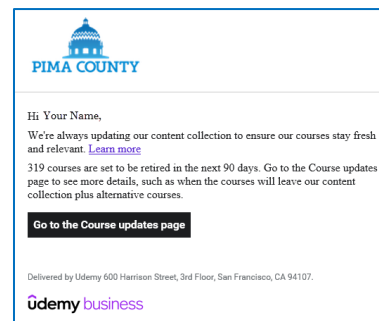 PIMA COUNTY
Hi Your Name,
We're always updating our content collection to ensure our courses stay fresh
and relevant. Learn more
319 courses are set to be retired in the next 90 days. Go to the Course updates
page to see more details, such as when the courses will leave our content
collection plus alternative courses.
Go to the Course updates page
Delivered by Udemy 600 Harrison Street, 3rd Floor, San Francisco, CA 94107.
ûdemy business